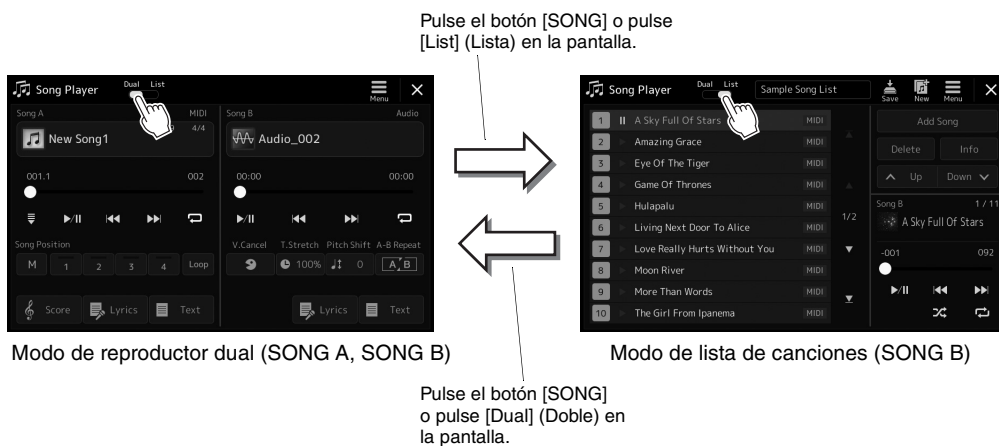 Pulse el botón [SONG] o pulse
[List] (Lista) en la pantalla.
Song Player
Dual List
Menu
Song A MIDI
4/4
New Song1
001.1 002
Song Position
M 1 2 3 4 Loop
Score Lyrics Text
Song B Audio
Audio_002
00:00 00:00
V.Cancel T.Stretch Pitch Shift A-B Repeat
100% 0 A B
Lyrics Text
Modo de reproductor dual (SONG A, SONG B)
Song Player
Dual List
Sample Song List
Save New Menu
1 A Sky Full Of Stars MIDI
2 Amazing Grace MIDI
3 Eye Of The Tiger MIDI
4 Game Of Thrones MIDI
5 Hulapalu MIDI
6 Living Next Door To Alice MIDI
7 Love Really Hurts Without You MIDI
8 Moon River MIDI
9 More Than Words MIDI
10 The Girl From Ipanema MIDI
1/2
Add Song
Delete Info
Up Down
Song B 1 / 11
A Sky Full Of Stars
-001 092
Modo de lista de canciones (SONG B)
Pulse el botón [SONG]
o pulse [Dual] (Doble) en
la pantalla.